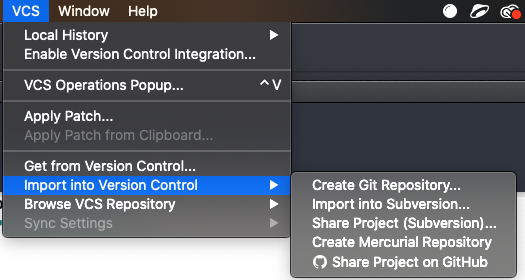 VCS Window Help
Local History
Enable Version Control Integration...
VCS Operations Popup... ^V
Apply Patch...
Apply Patch from Clipboard...
Get from Version Control...
Import into Version Control
Browse VCS Repository
Sync Settings
Create Git Repository...
Import into Subversion...
Share Project (Subversion)...
Create Mercurial Repository
Share Project on GitHub